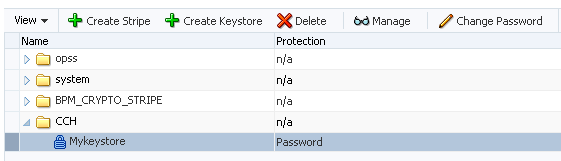 View Create Stripe Create Keystore Delete Manage Change Password
Name Protection
opss n/a
system n/a
BPM_CRYPTO_STRIPE n/a
CCH n/a
Mykeystore Password